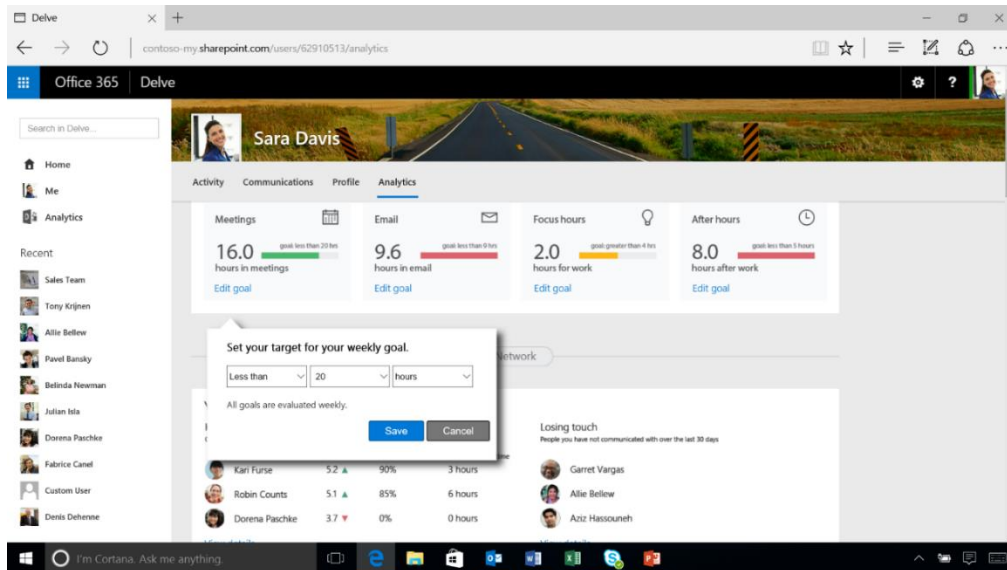 Delve
contoso-my.sharepoint.com/users/62910513/analytics
Office 365 Delve
?
Search in Delve...
Home
Me
Analytics
Recent
Sales Team
Tony Krijnen
Allie Bellew
Pavel Bansky
Belinda Newman
Julian Isla
Dorena Paschke
Fabrice Canel
Custom User
Denis Dehenne
Sara Davis
Activity Communications Profile Analytics
Meetings
16.0 goal: less than 20 hrs
hours in meetings
Edit goal
Email
9.6 goal: less than 9 hrs
hours in email
Edit goal
Focus hours
2.0 goal: greater than 4 hrs
hours for work
Edit goal
After hours
8.0 goal: less than 5 hours
hours after work
Edit goal
Set your target for your weekly goal.
Less than 20 hours
All goals are evaluated weekly.
Save Cancel
Network
Kari Furse 5.2 90% 3 hours
Robin Counts 5.1 85% 6 hours
Dorena Paschke 3.7 0% 0 hours
View details
Losing touch
People you have not communicated with over the last 30 days
Garret Vargas
Allie Bellew
Aziz Hassouneh
View details
I'm Cortana. Ask me anything.